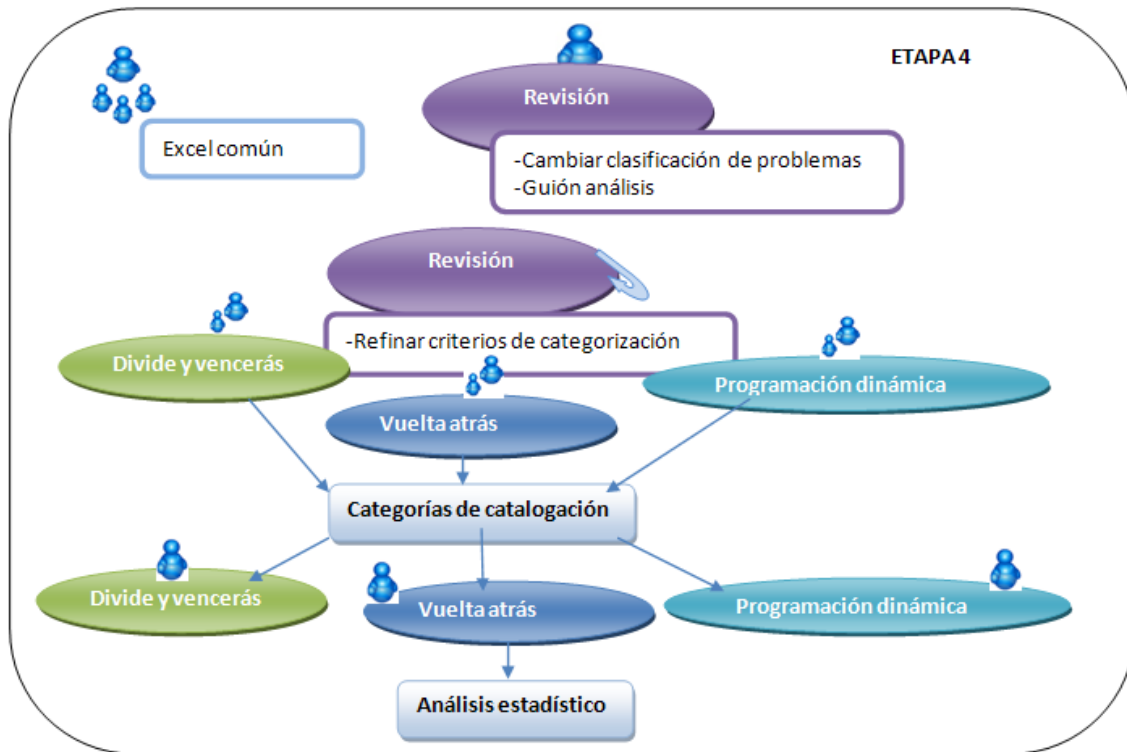 ETAPA 4
Revisión
Excel común
-Cambiar clasificación de problemas
-Guión análisis
Revisión
-Refinar criterios de categorización
Divide y vencerás
Programación dinámica
Vuelta atrás
Categorías de catalogación
Divide y vencerás
Vuelta atrás
Programación dinámica
Análisis estadístico